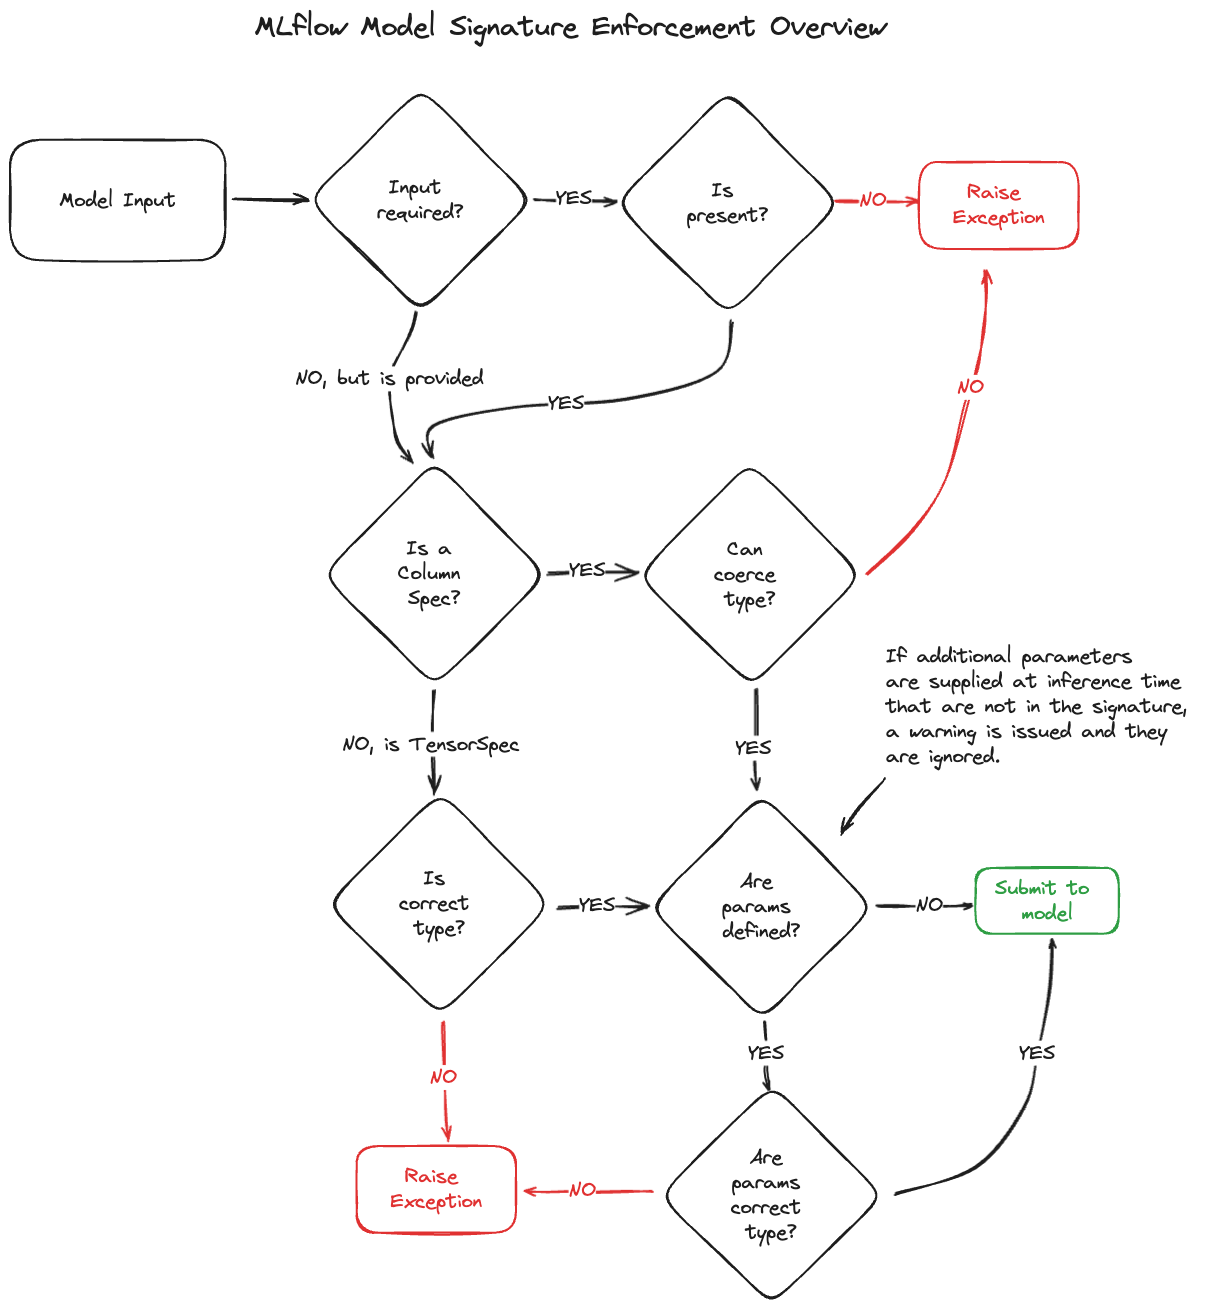 MLflow Model Signature Enforcement Overview
Model Input
Input
required?
YES
Is
present?
NO
Raise
Exception
NO, but is provided
YES
NO
Is a
Column
Spec?
YES
Can
coerce
type?
If additional parameters
are supplied at inference time
that are not in the signature,
a warning is issued and they
are ignored.
NO, is TensorSpec
YES
Is
correct
type?
YES
Are
params
defined?
NO
Submit to
model
NO
YES
YES
Raise
Exception
NO
Are
params
correct
type?